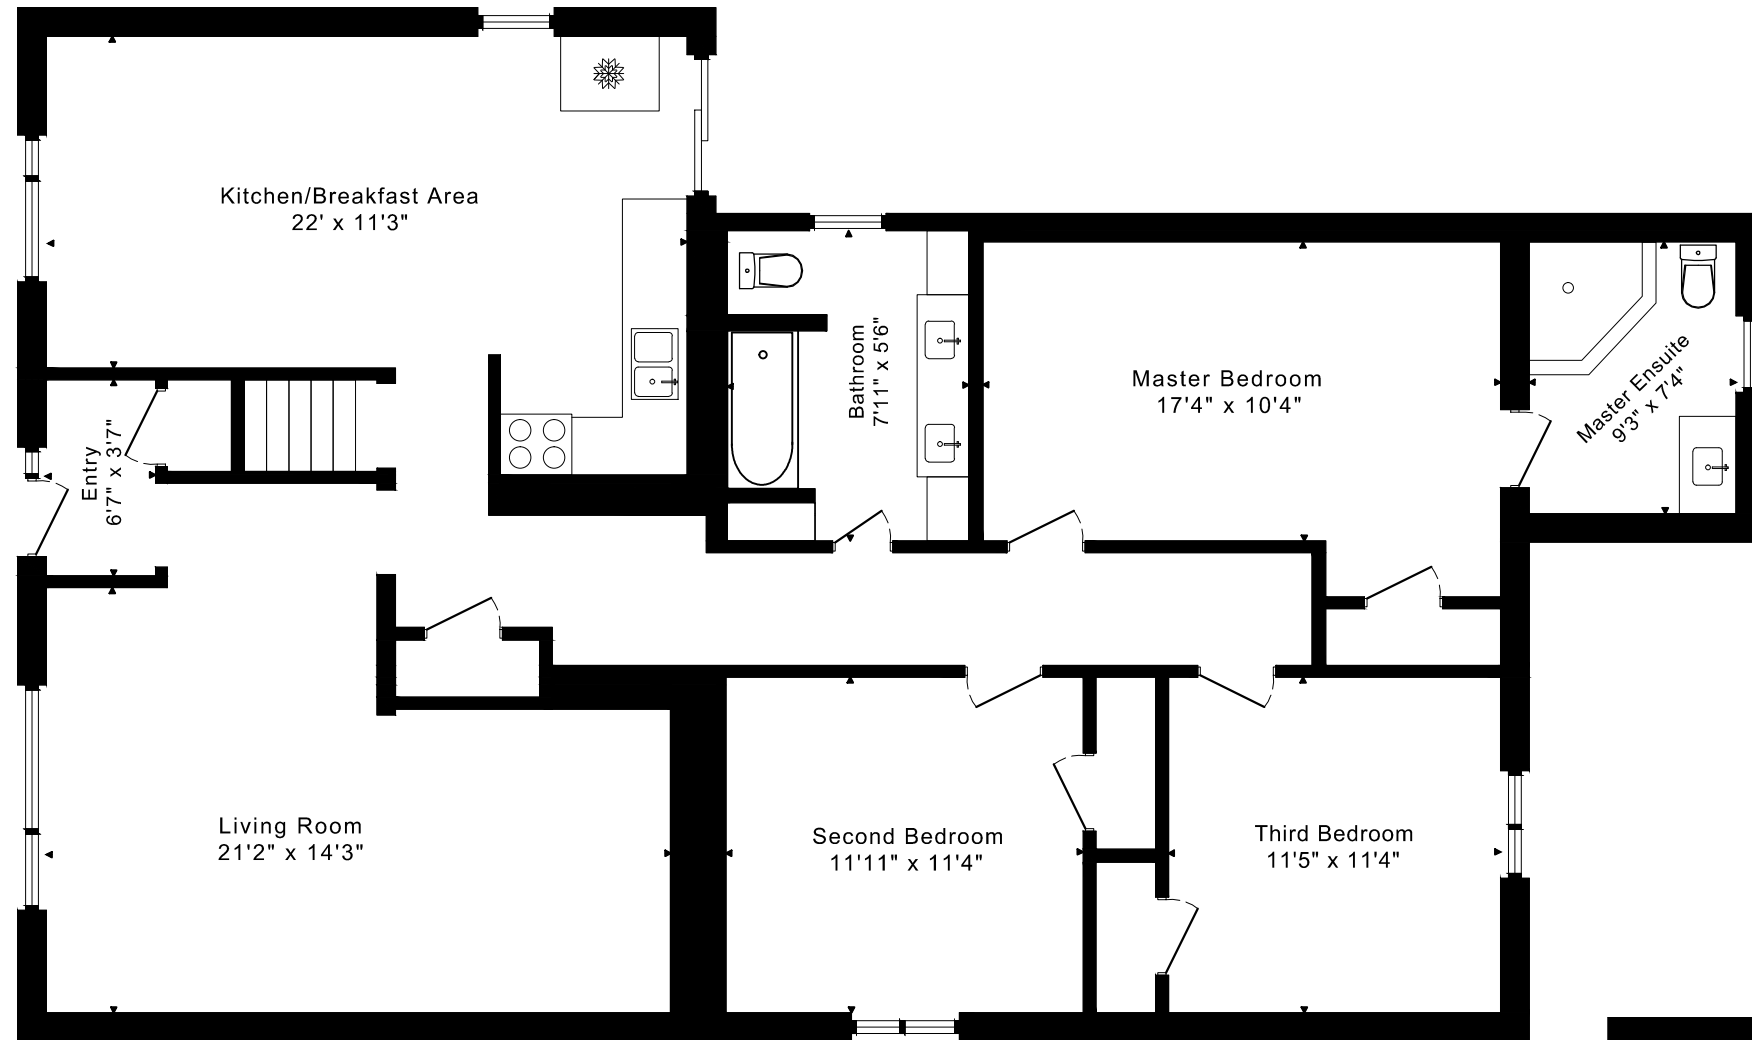 Kitchen/Breakfast Area
22' x 11'3"
Bathroom
7'11" x 5'6"
Master Bedroom
17'4" x 10'4"
Master Ensuite
9'3" x 7'4"
Entry
6'7" x 3'7"
Living Room
21'2" x 14'3"
Second Bedroom
11'11" x 11'4"
Third Bedroom
11'5" x 11'4"